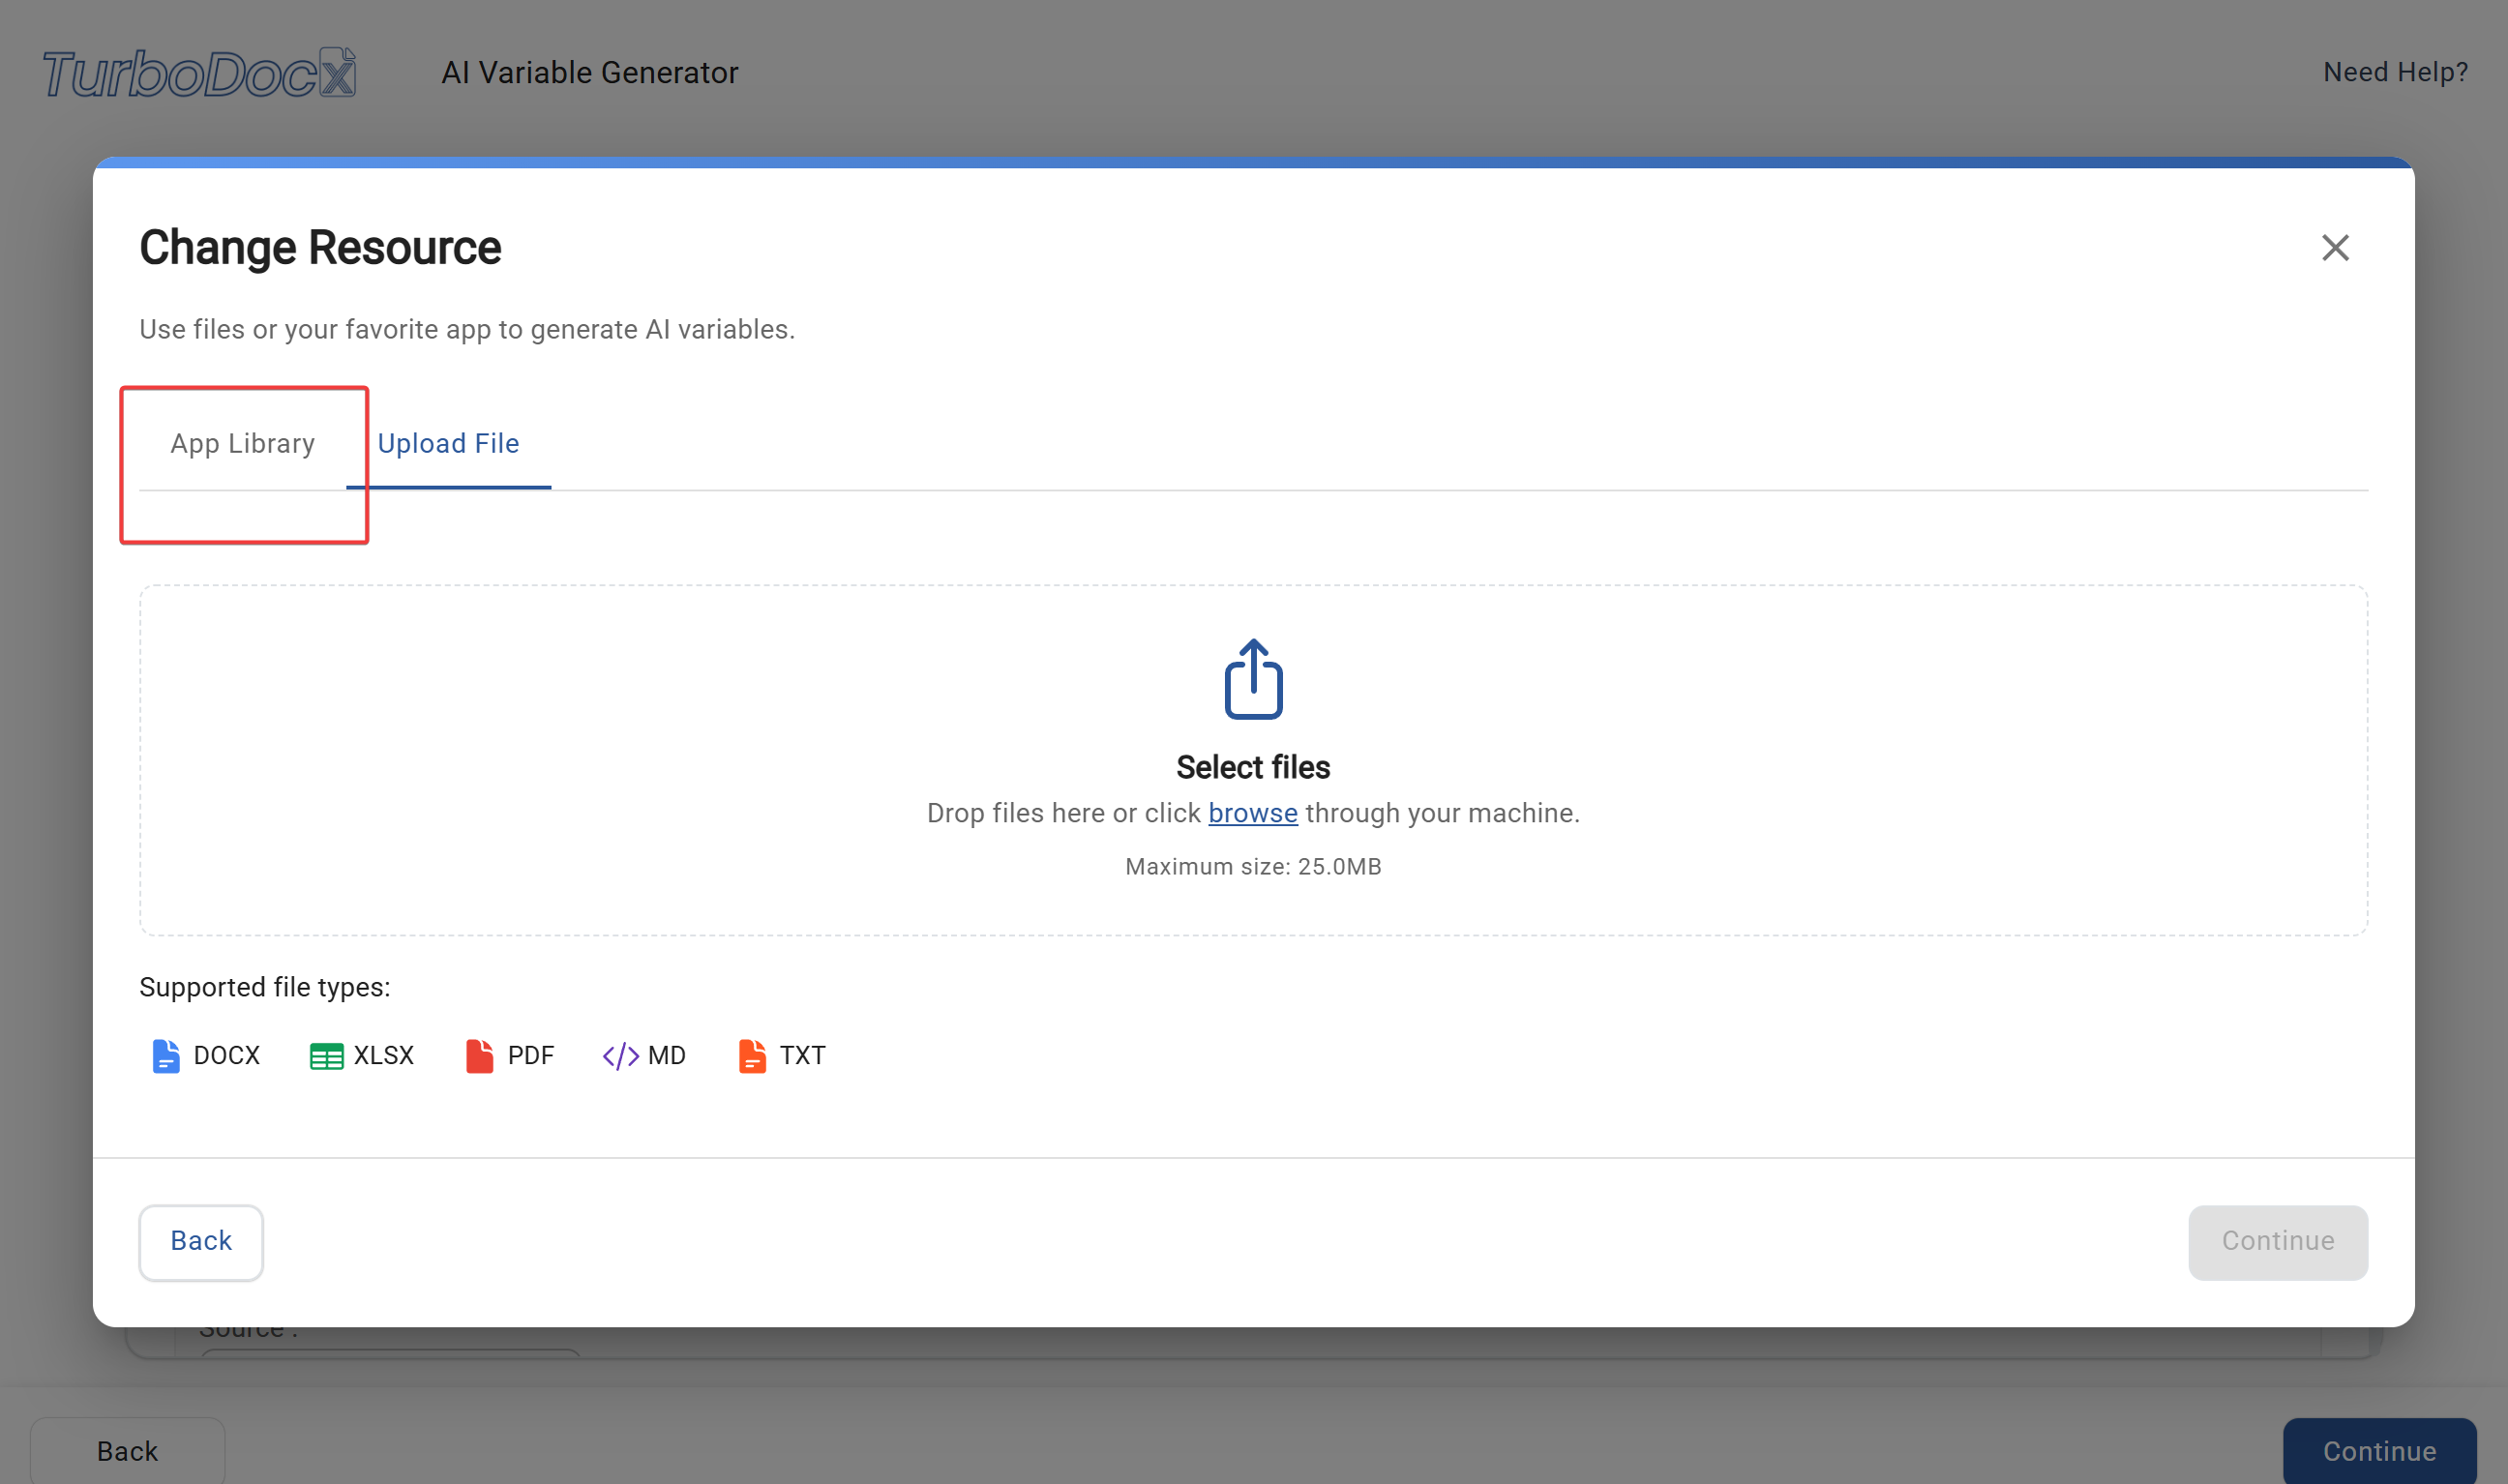 TurboDocX AI Variable Generator Need Help?
Change Resource
Use files or your favorite app to generate AI variables.
App Library Upload File
Select files
Drop files here or click browse through your machine.
Maximum size: 25.0MB
Supported file types:
DOCX XLSX PDF </> MD TXT
Back Continue
Source :
Back Continue